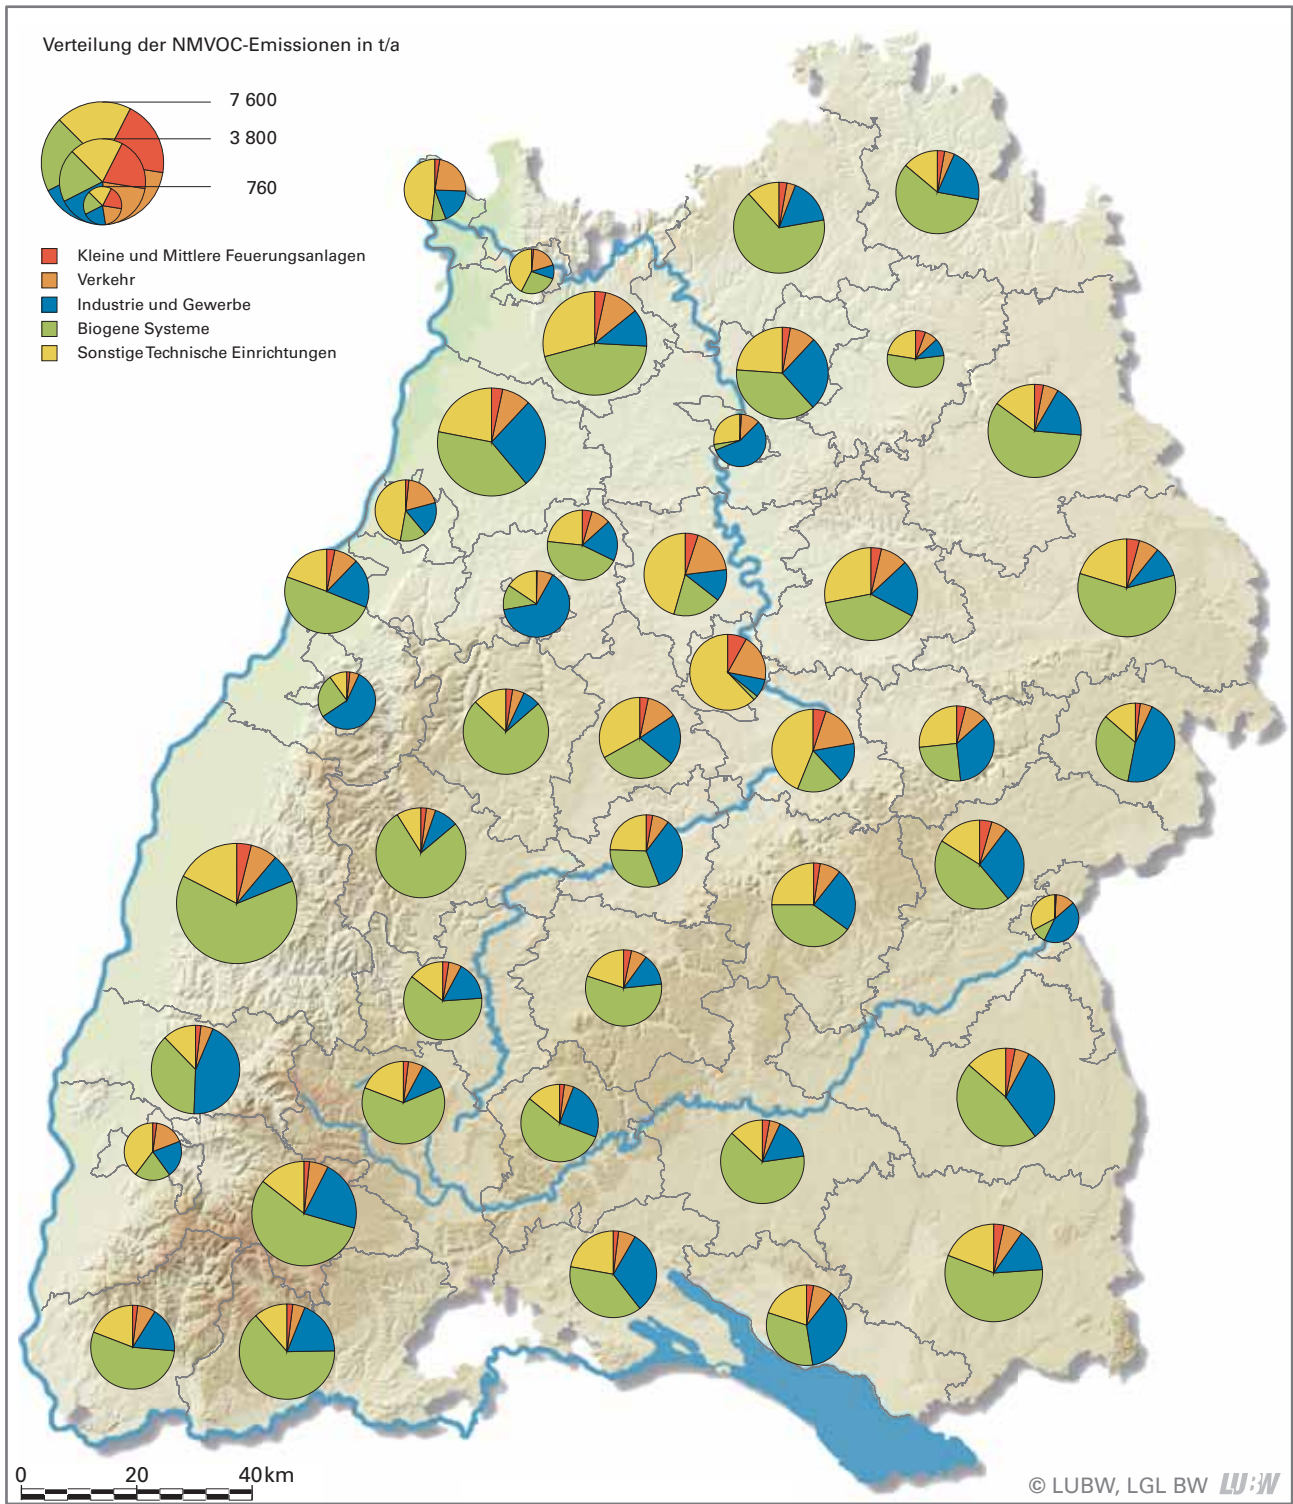 Verteilung der NMVOC-Emissionen in t/a
7 600
3 800
760
Kleine und Mittlere Feuerungsanlagen
Verkehr
Industrie und Gewerbe
Biogene Systeme
Sonstige Technische Einrichtungen
0 20 40 km
© LUBW, LGL BW LUBW